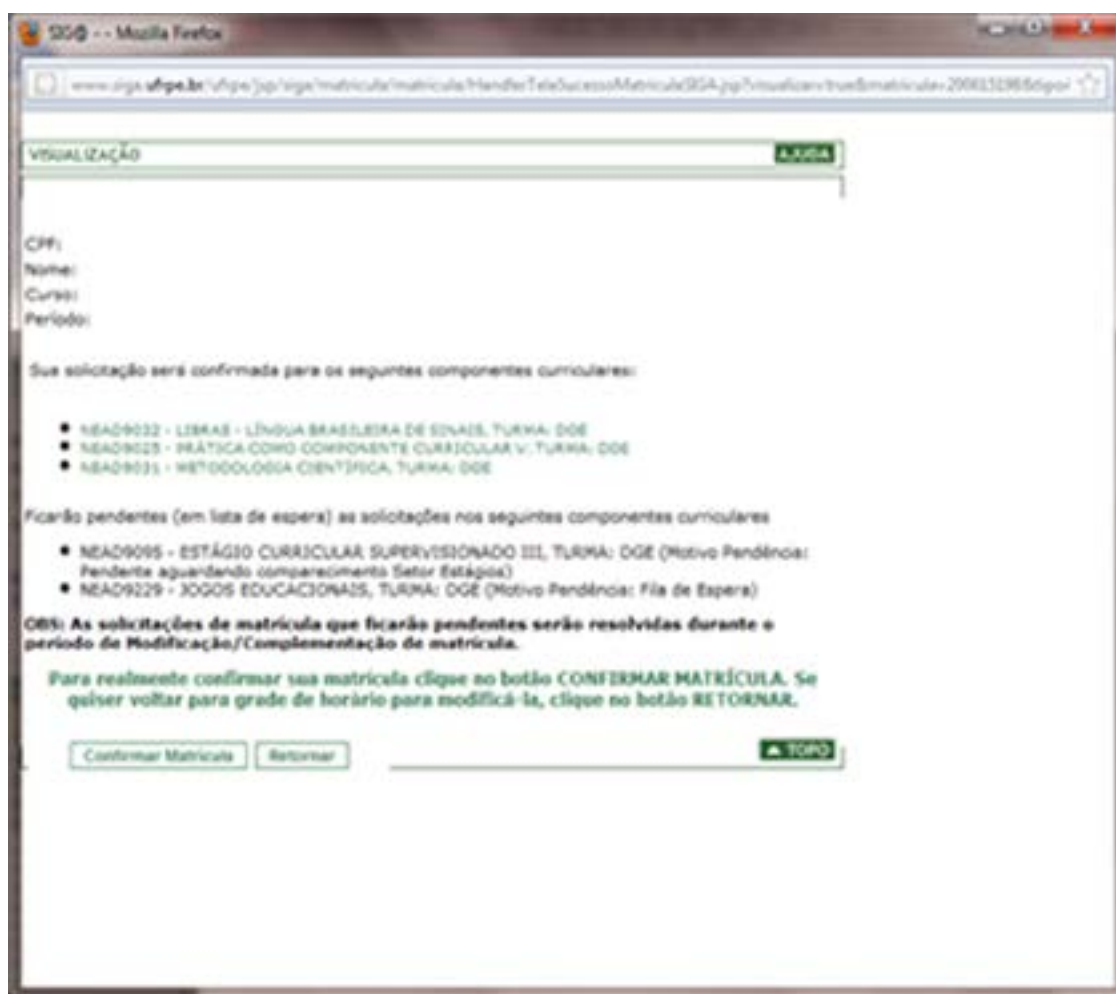 SIG@ - - Mozilla Firefox
VISUALIZAÇÃO
AJUDA
CPF:
Nome:
Curso:
Período:
Sua solicitação será confirmada para os seguintes componentes curriculares:
NEAD9032 - LIBRAS - LÍNGUA BRASILEIRA DE SINAIS, TURMA: DGE
NEAD9025 - PRÁTICA COMO COMPONENTE CURRICULAR V, TURMA: DGE
NEAD9031 - METODOLOGIA CIENTÍFICA, TURMA: DGE
Ficarão pendentes (em lista de espera) as solicitações nos seguintes componentes curriculares
NEAD9095 - ESTÁGIO CURRICULAR SUPERVISIONADO III, TURMA: DGE (Motivo Pendência:
Pendente aguardando comparecimento Setor Estágios)
NEAD9229 - JOGOS EDUCACIONAIS, TURMA: DGE (Motivo Pendência: Fila de Espera)
OBS: As solicitações de matrícula que ficarão pendentes serão resolvidas durante o
período de Modificação/Complementação de matrícula.
Para realmente confirmar sua matrícula clique no botão CONFIRMAR MATRÍCULA. Se
quiser voltar para grade de horário para modificá-la, clique no botão RETORNAR.
Confirmar Matrícula Retornar
TOPO